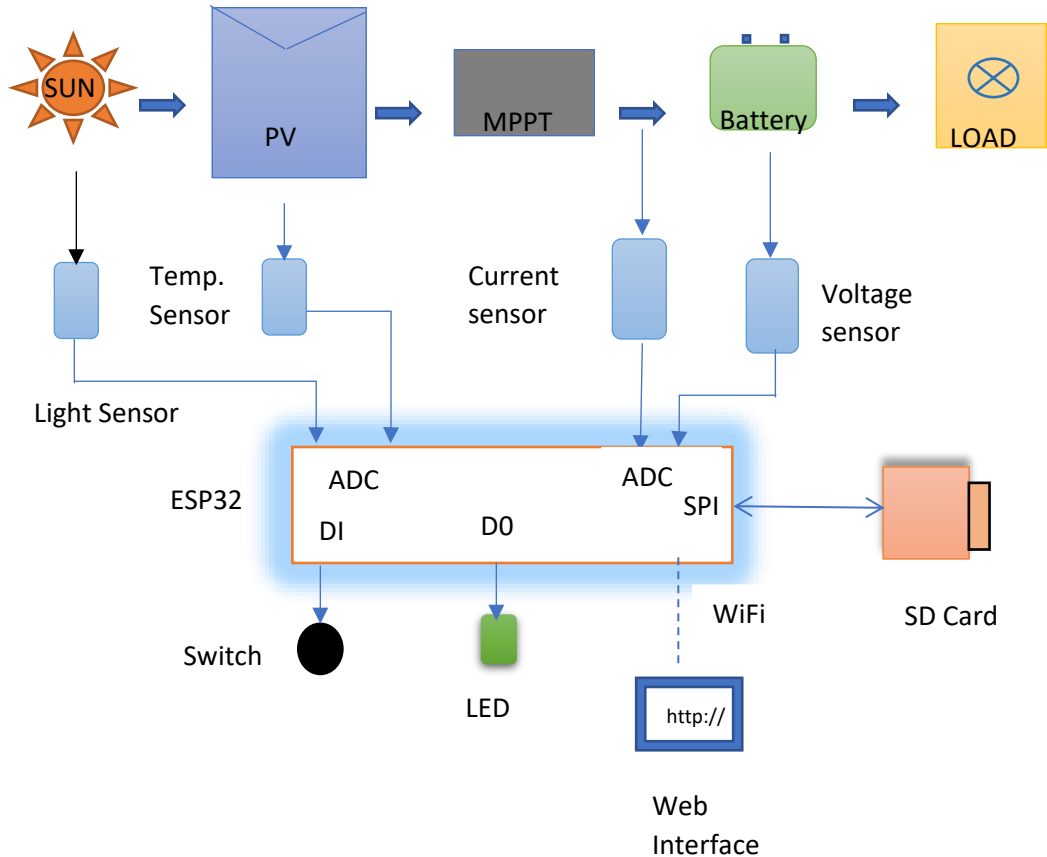 SUN
PV
MPPT
Battery
LOAD
Temp.
Sensor
Current
sensor
Voltage
sensor
Light Sensor
ESP32
ADC
ADC
SPI
DI
D0
WiFi
SD Card
Switch
LED
http://
Web
Interface